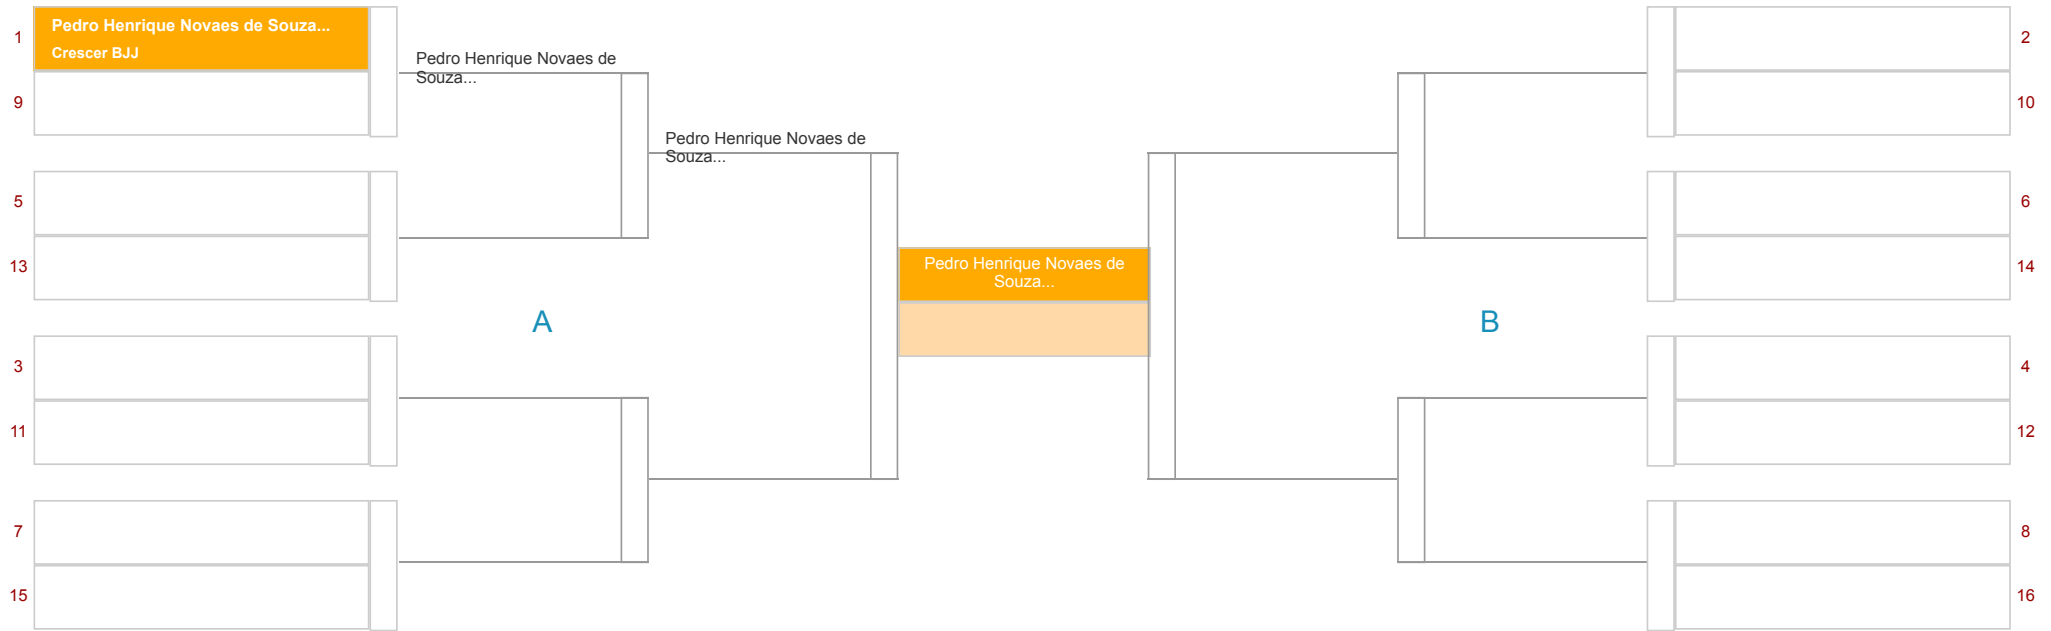 1
Pedro Henrique Novaes de Souza...
Crescer BJJ
9
5
13
3
11
7
15
Pedro Henrique Novaes de
Souza...
Pedro Henrique Novaes de
Souza...
A
Pedro Henrique Novaes de
Souza...
B
2
10
6
14
4
12
8
16